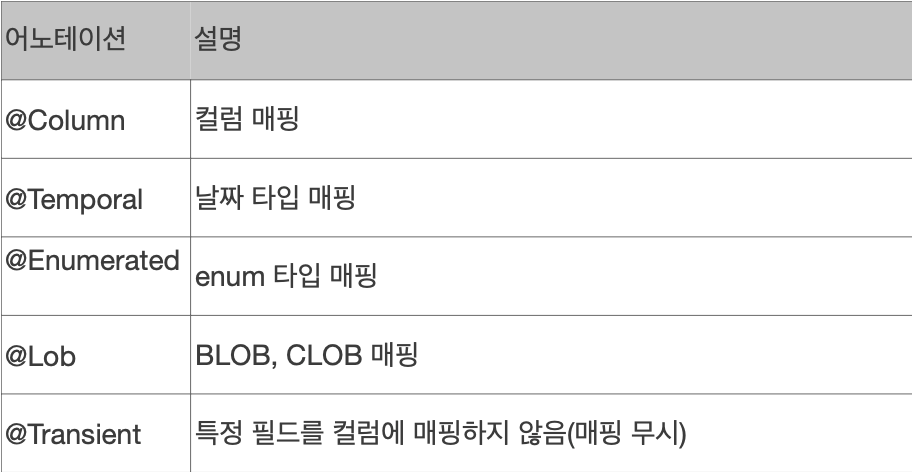 어노테이션 설명
@Column 컬럼 매핑
@Temporal 날짜 타입 매핑
@Enumerated enum 타입 매핑
@Lob BLOB, CLOB 매핑
@Transient 특정 필드를 컬럼에 매핑하지 않음(매핑 무시)